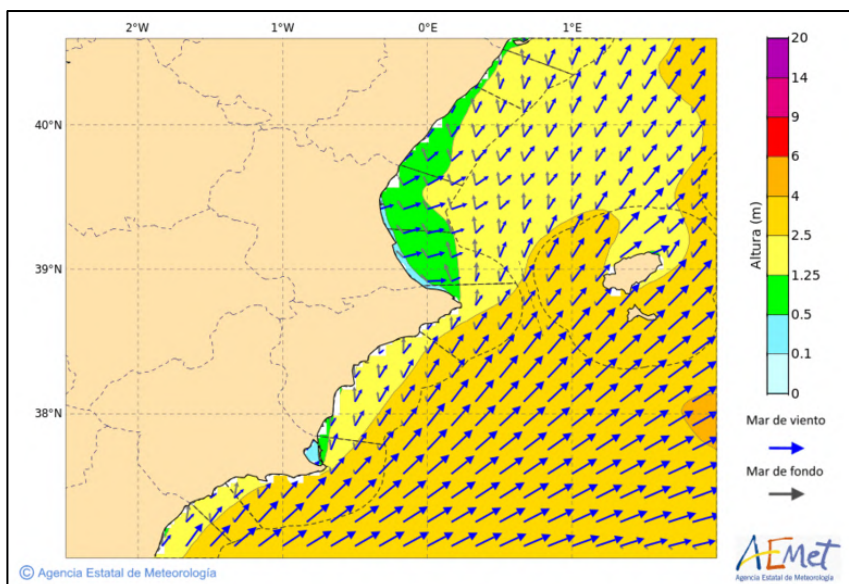 2°W 1°W 0°E 1°E
40°N
39°N
38°N
Altura (m)
20
14
9
6
4
2.5
1.25
0.5
0.1
0
Mar de viento
Mar de fondo
© Agencia Estatal de Meteorología
AEMet
Agencia Estatal de Meteorología